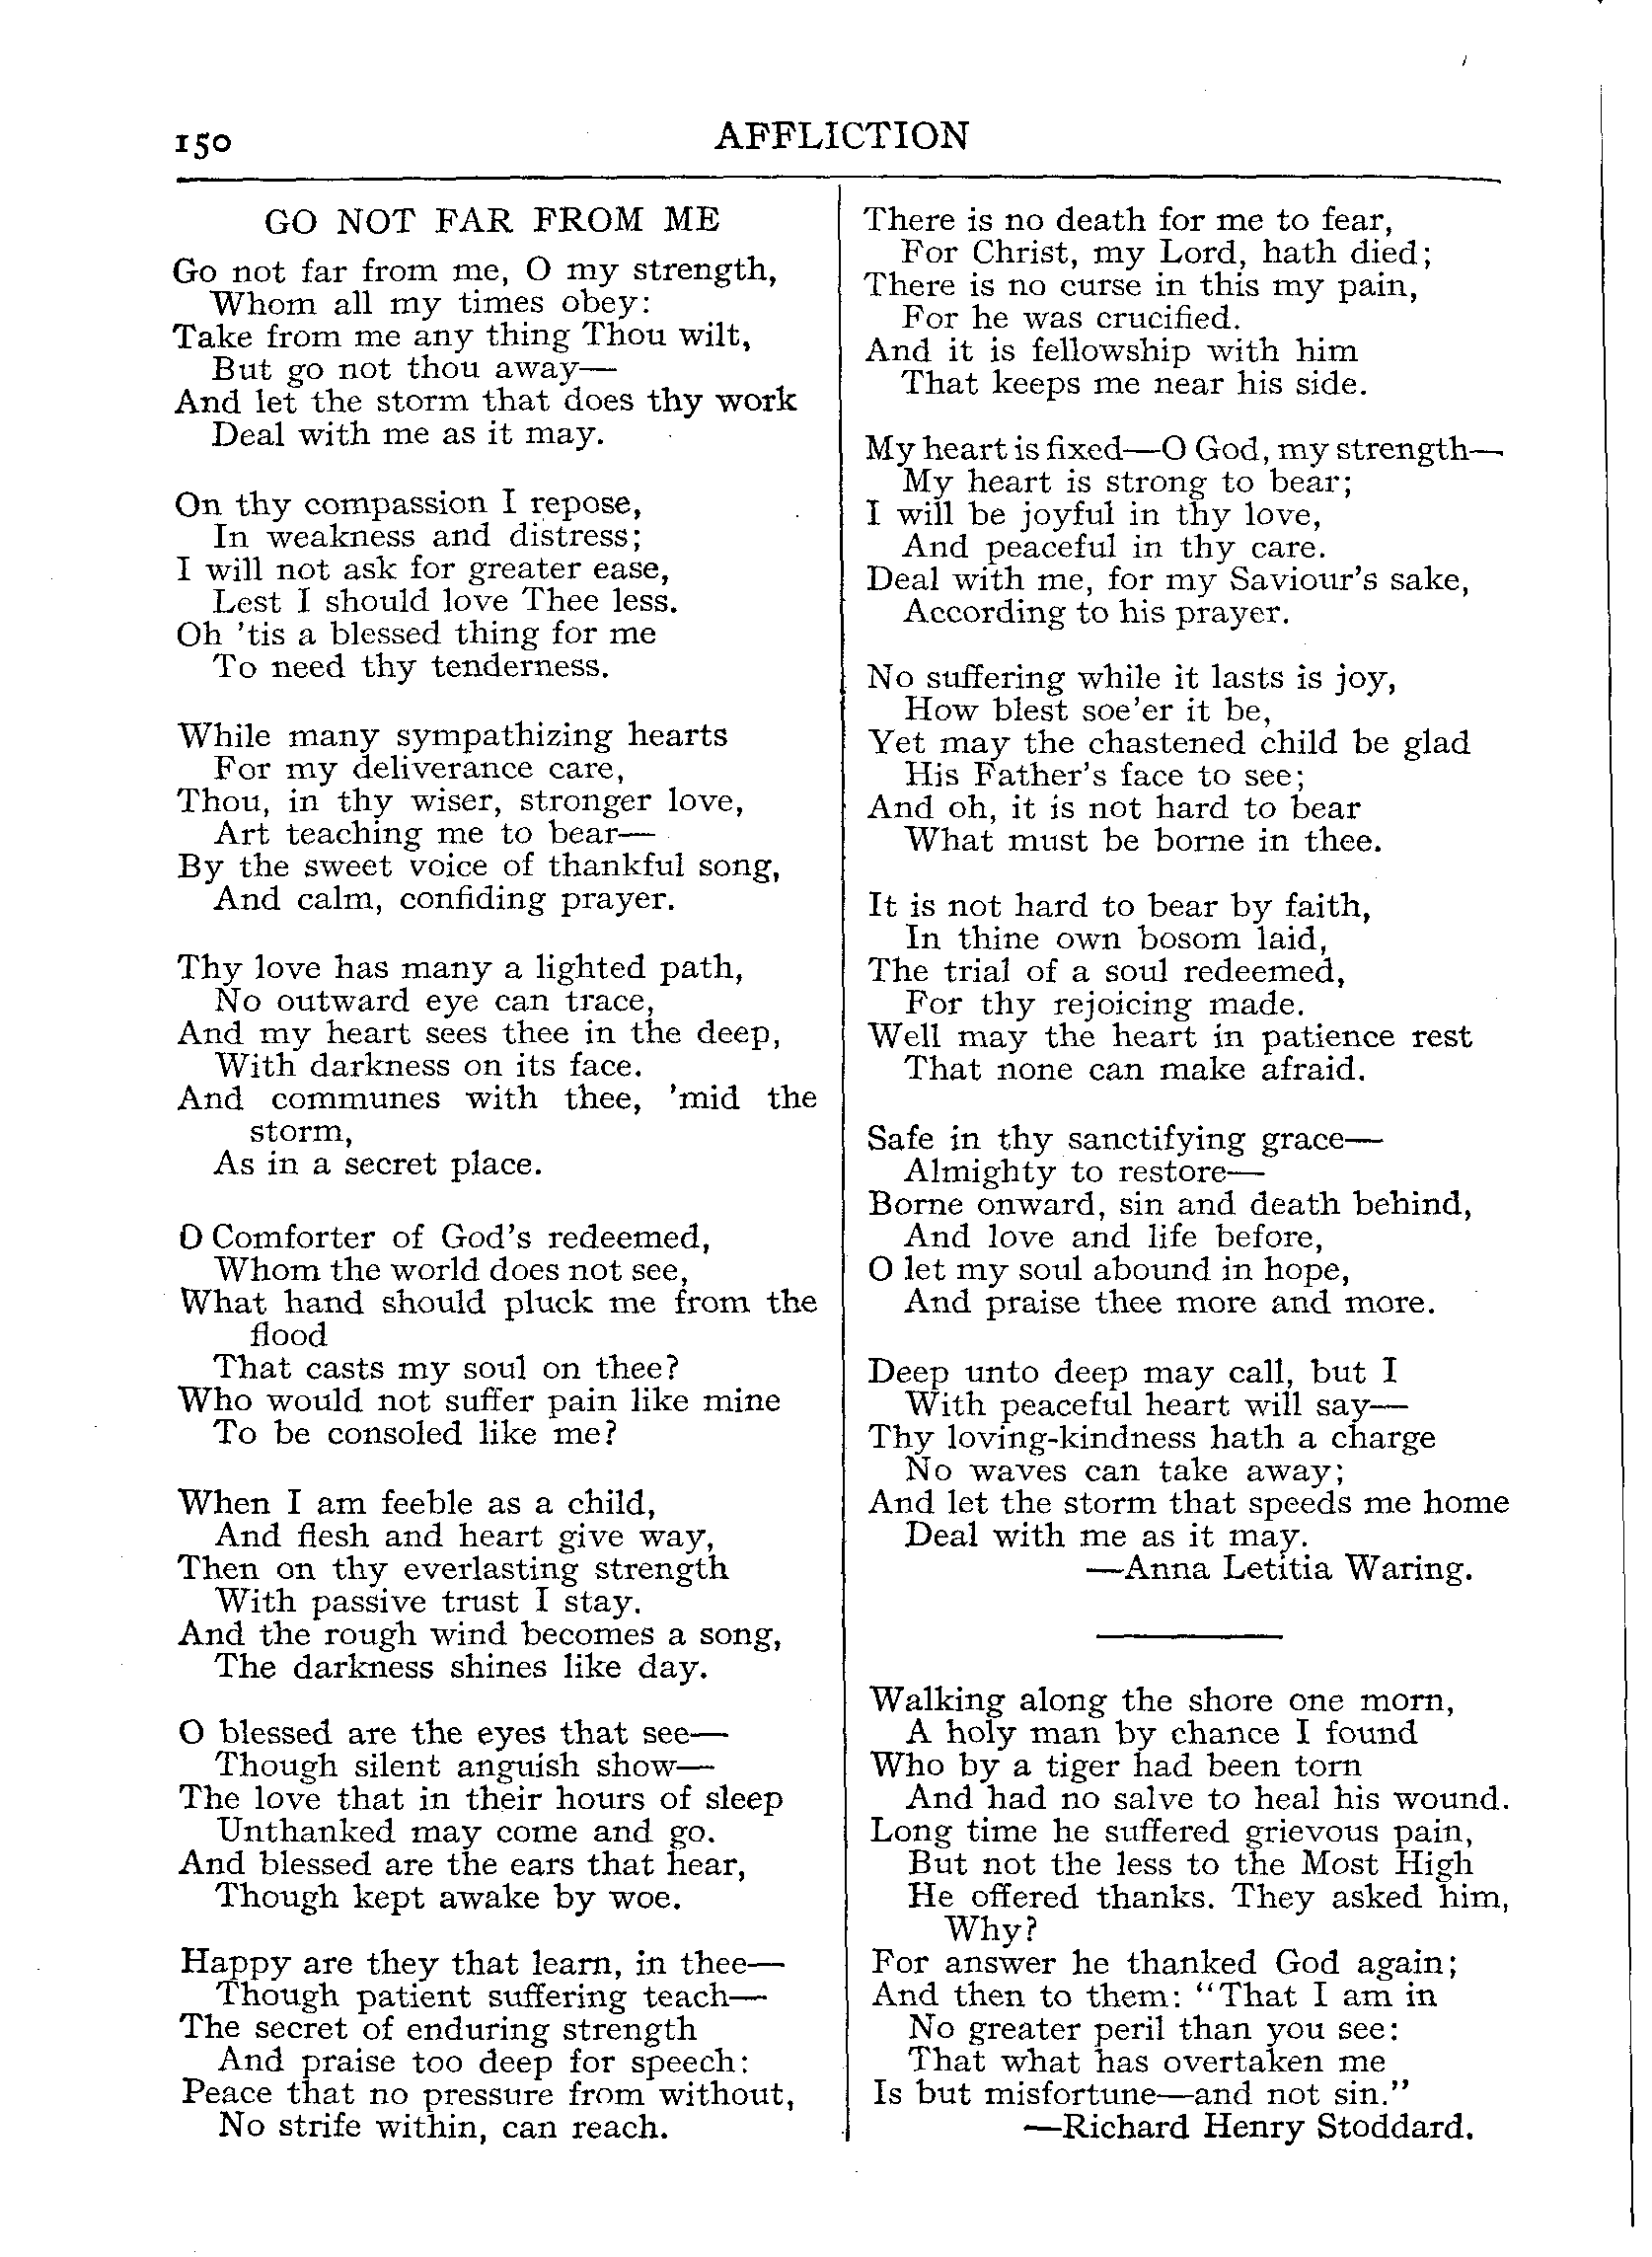 150
AFFLICTION
GO NOT FAR FROM ME
Go not far from me, O my strength,
Whom all my times obey:
Take from me any thing Thou wilt,
But go not thou away—
And let the storm that does thy work
Deal with me as it may.
On thy compassion I repose,
In weakness and distress;
I will not ask for greater ease,
Lest I should love Thee less.
Oh 'tis a blessed thing for me
To need thy tenderness.
While many sympathizing hearts
For my deliverance care,
Thou, in thy wiser, stronger love,
Art teaching me to bear—
By the sweet voice of thankful song,
And calm, confiding prayer.
Thy love has many a lighted path,
No outward eye can trace,
And my heart sees thee in the deep,
With darkness on its face.
And communes with thee, 'mid the
storm,
As in a secret place.
O Comforter of God's redeemed,
Whom the world does not see,
What hand should pluck me from the
flood
That casts my soul on thee?
Who would not suffer pain like mine
To be consoled like me?
When I am feeble as a child,
And flesh and heart give way,
Then on thy everlasting strength
With passive trust I stay.
And the rough wind becomes a song,
The darkness shines like day.
O blessed are the eyes that see—
Though silent anguish show—
The love that in their hours of sleep
Unthanked may come and go.
And blessed are the ears that hear,
Though kept awake by woe.
Happy are they that learn, in thee—
Though patient suffering teach—
The secret of enduring strength
And praise too deep for speech:
Peace that no pressure from without,
No strife within, can reach.
There is no death for me to fear,
For Christ, my Lord, hath died;
There is no curse in this my pain,
For he was crucified.
And it is fellowship with him
That keeps me near his side.
My heart is fixed—O God, my strength—
My heart is strong to bear;
I will be joyful in thy love,
And peaceful in thy care.
Deal with me, for my Saviour's sake,
According to his prayer.
No suffering while it lasts is joy,
How blest soe'er it be,
Yet may the chastened child be glad
His Father's face to see;
And oh, it is not hard to bear
What must be borne in thee.
It is not hard to bear by faith,
In thine own bosom laid,
The trial of a soul redeemed,
For thy rejoicing made.
Well may the heart in patience rest
That none can make afraid.
Safe in thy sanctifying grace—
Almighty to restore—
Borne onward, sin and death behind,
And love and life before,
O let my soul abound in hope,
And praise thee more and more.
Deep unto deep may call, but I
With peaceful heart will say—
Thy loving-kindness hath a charge
No waves can take away;
And let the storm that speeds me home
Deal with me as it may.
—Anna Letitia Waring.
Walking along the shore one morn,
A holy man by chance I found
Who by a tiger had been torn
And had no salve to heal his wound.
Long time he suffered grievous pain,
But not the less to the Most High
He offered thanks. They asked him,
Why?
For answer he thanked God again;
And then to them: "That I am in
No greater peril than you see:
That what has overtaken me
Is but misfortune—and not sin."
—Richard Henry Stoddard.